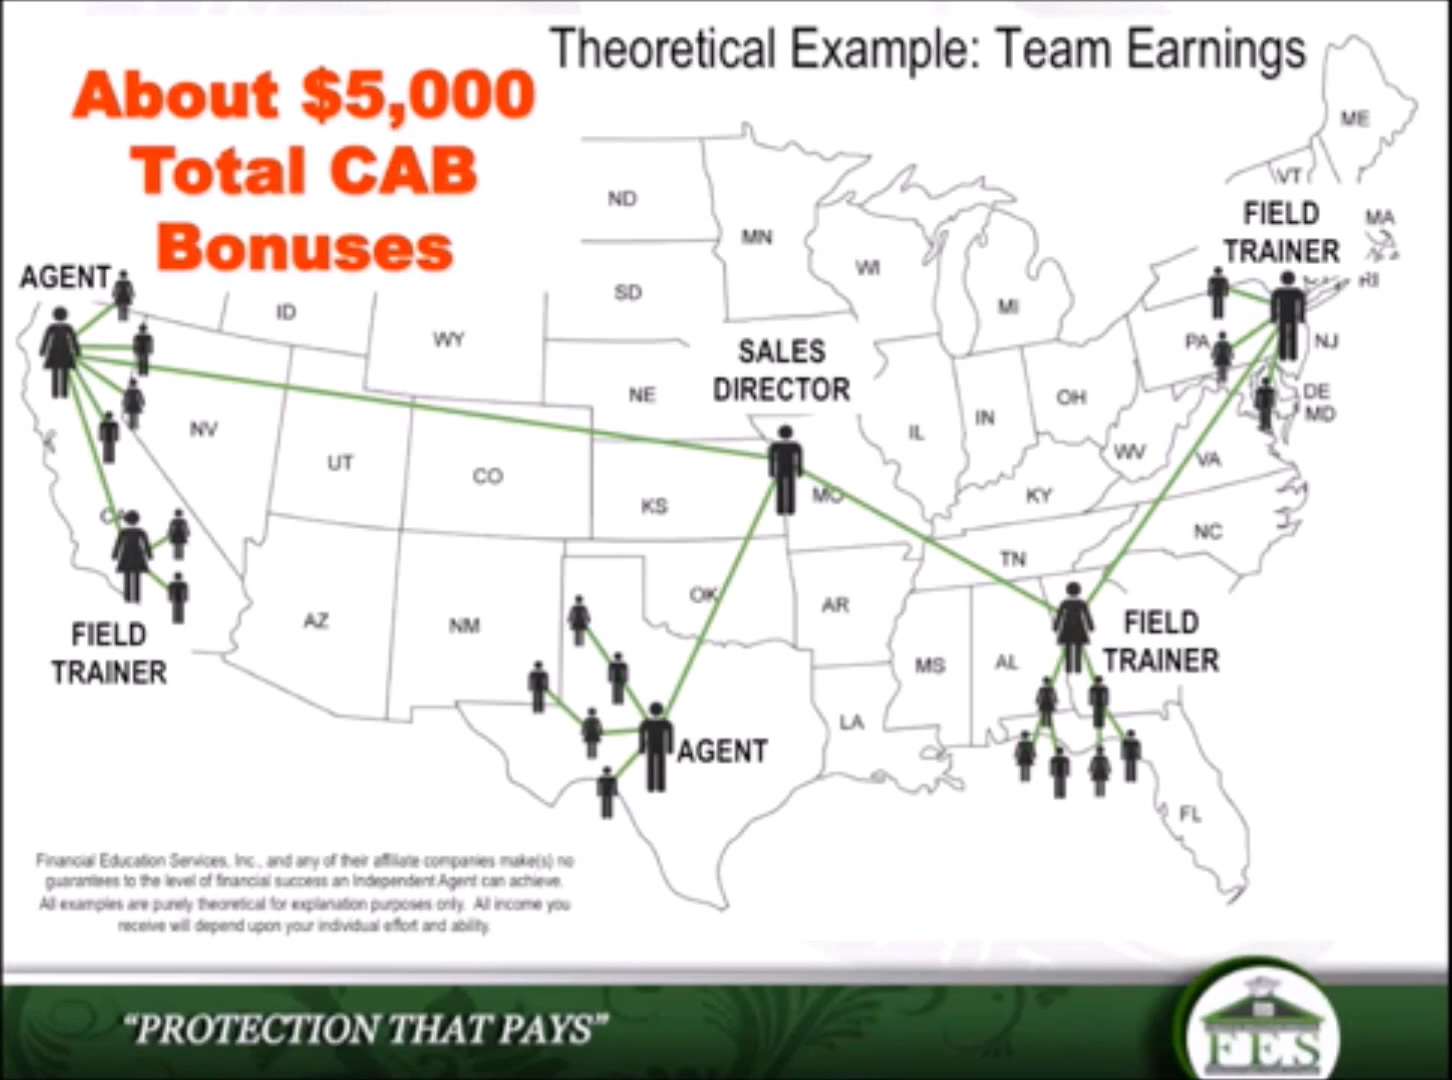 Theoretical Example: Team Earnings
About $5,000
Total CAB
Bonuses
ME
VT
ND
FIELD
TRAINER
MA
MN
WI
AGENT
SD
MI
RI
ID
WY
SALES
DIRECTOR
PA
NJ
NE
OH
DE
MD
NV
IL
IN
WV
VA
UT
CO
KS
MO
KY
CA
NC
TN
OK
AR
AZ
NM
FIELD
TRAINER
FIELD
TRAINER
MS
AL
LA
AGENT
FL
Financial Education Services, Inc., and any of their affiliate companies make(s) no
guarantees to the level of financial success an Independent Agent can achieve.
All examples are purely theoretical for explanation purposes only. All income you
receive will depend upon your individual effort and ability.
“PROTECTION THAT PAYS”
FES